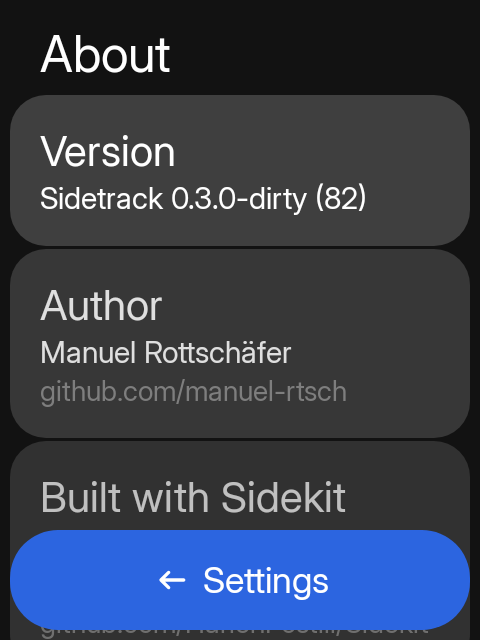 About
Version
Sidetrack 0.3.0-dirty (82)
Author
Manuel Rottschäfer
github.com/manuel-rtsch
Built with Sidekit
← Settings